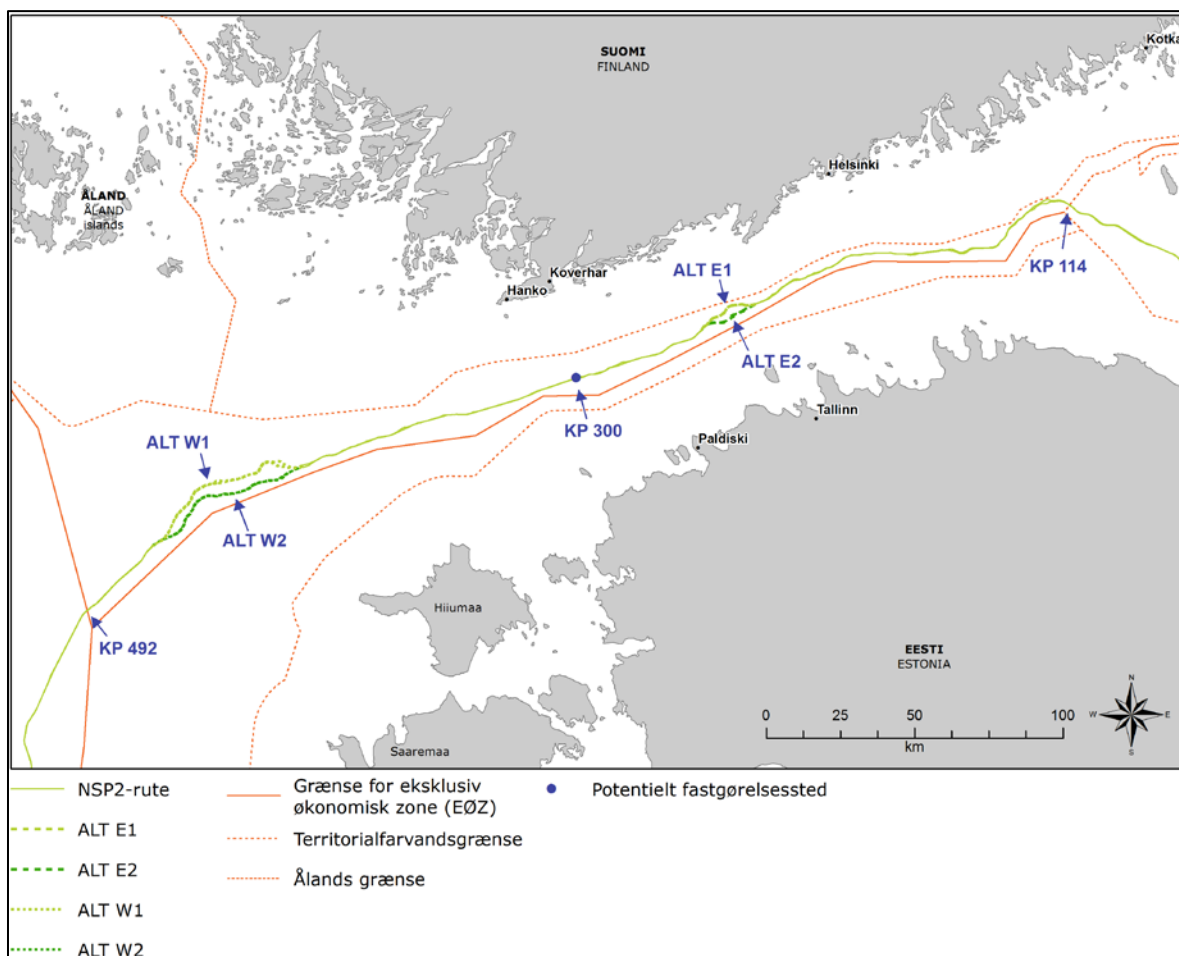 SUOMI
FINLAND
Kotka
Helsinki
ÅLAND
ÅLAND
islands
KP 114
Koverhar
Hanko
ALT E1
ALT E2
KP 300
Tallinn
Paldiski
ALT W1
ALT W2
Hiiumaa
KP 492
EESTI
ESTONIA
Saaremaa
0 25 50 100
km
N
W E
S
NSP2-rute
ALT E1
ALT E2
ALT W1
ALT W2
Grænse for eksklusiv
økonomisk zone (EØZ)
Territorialfarvandsgrænse
Ålands grænse
Potentielt fastgørelsessted